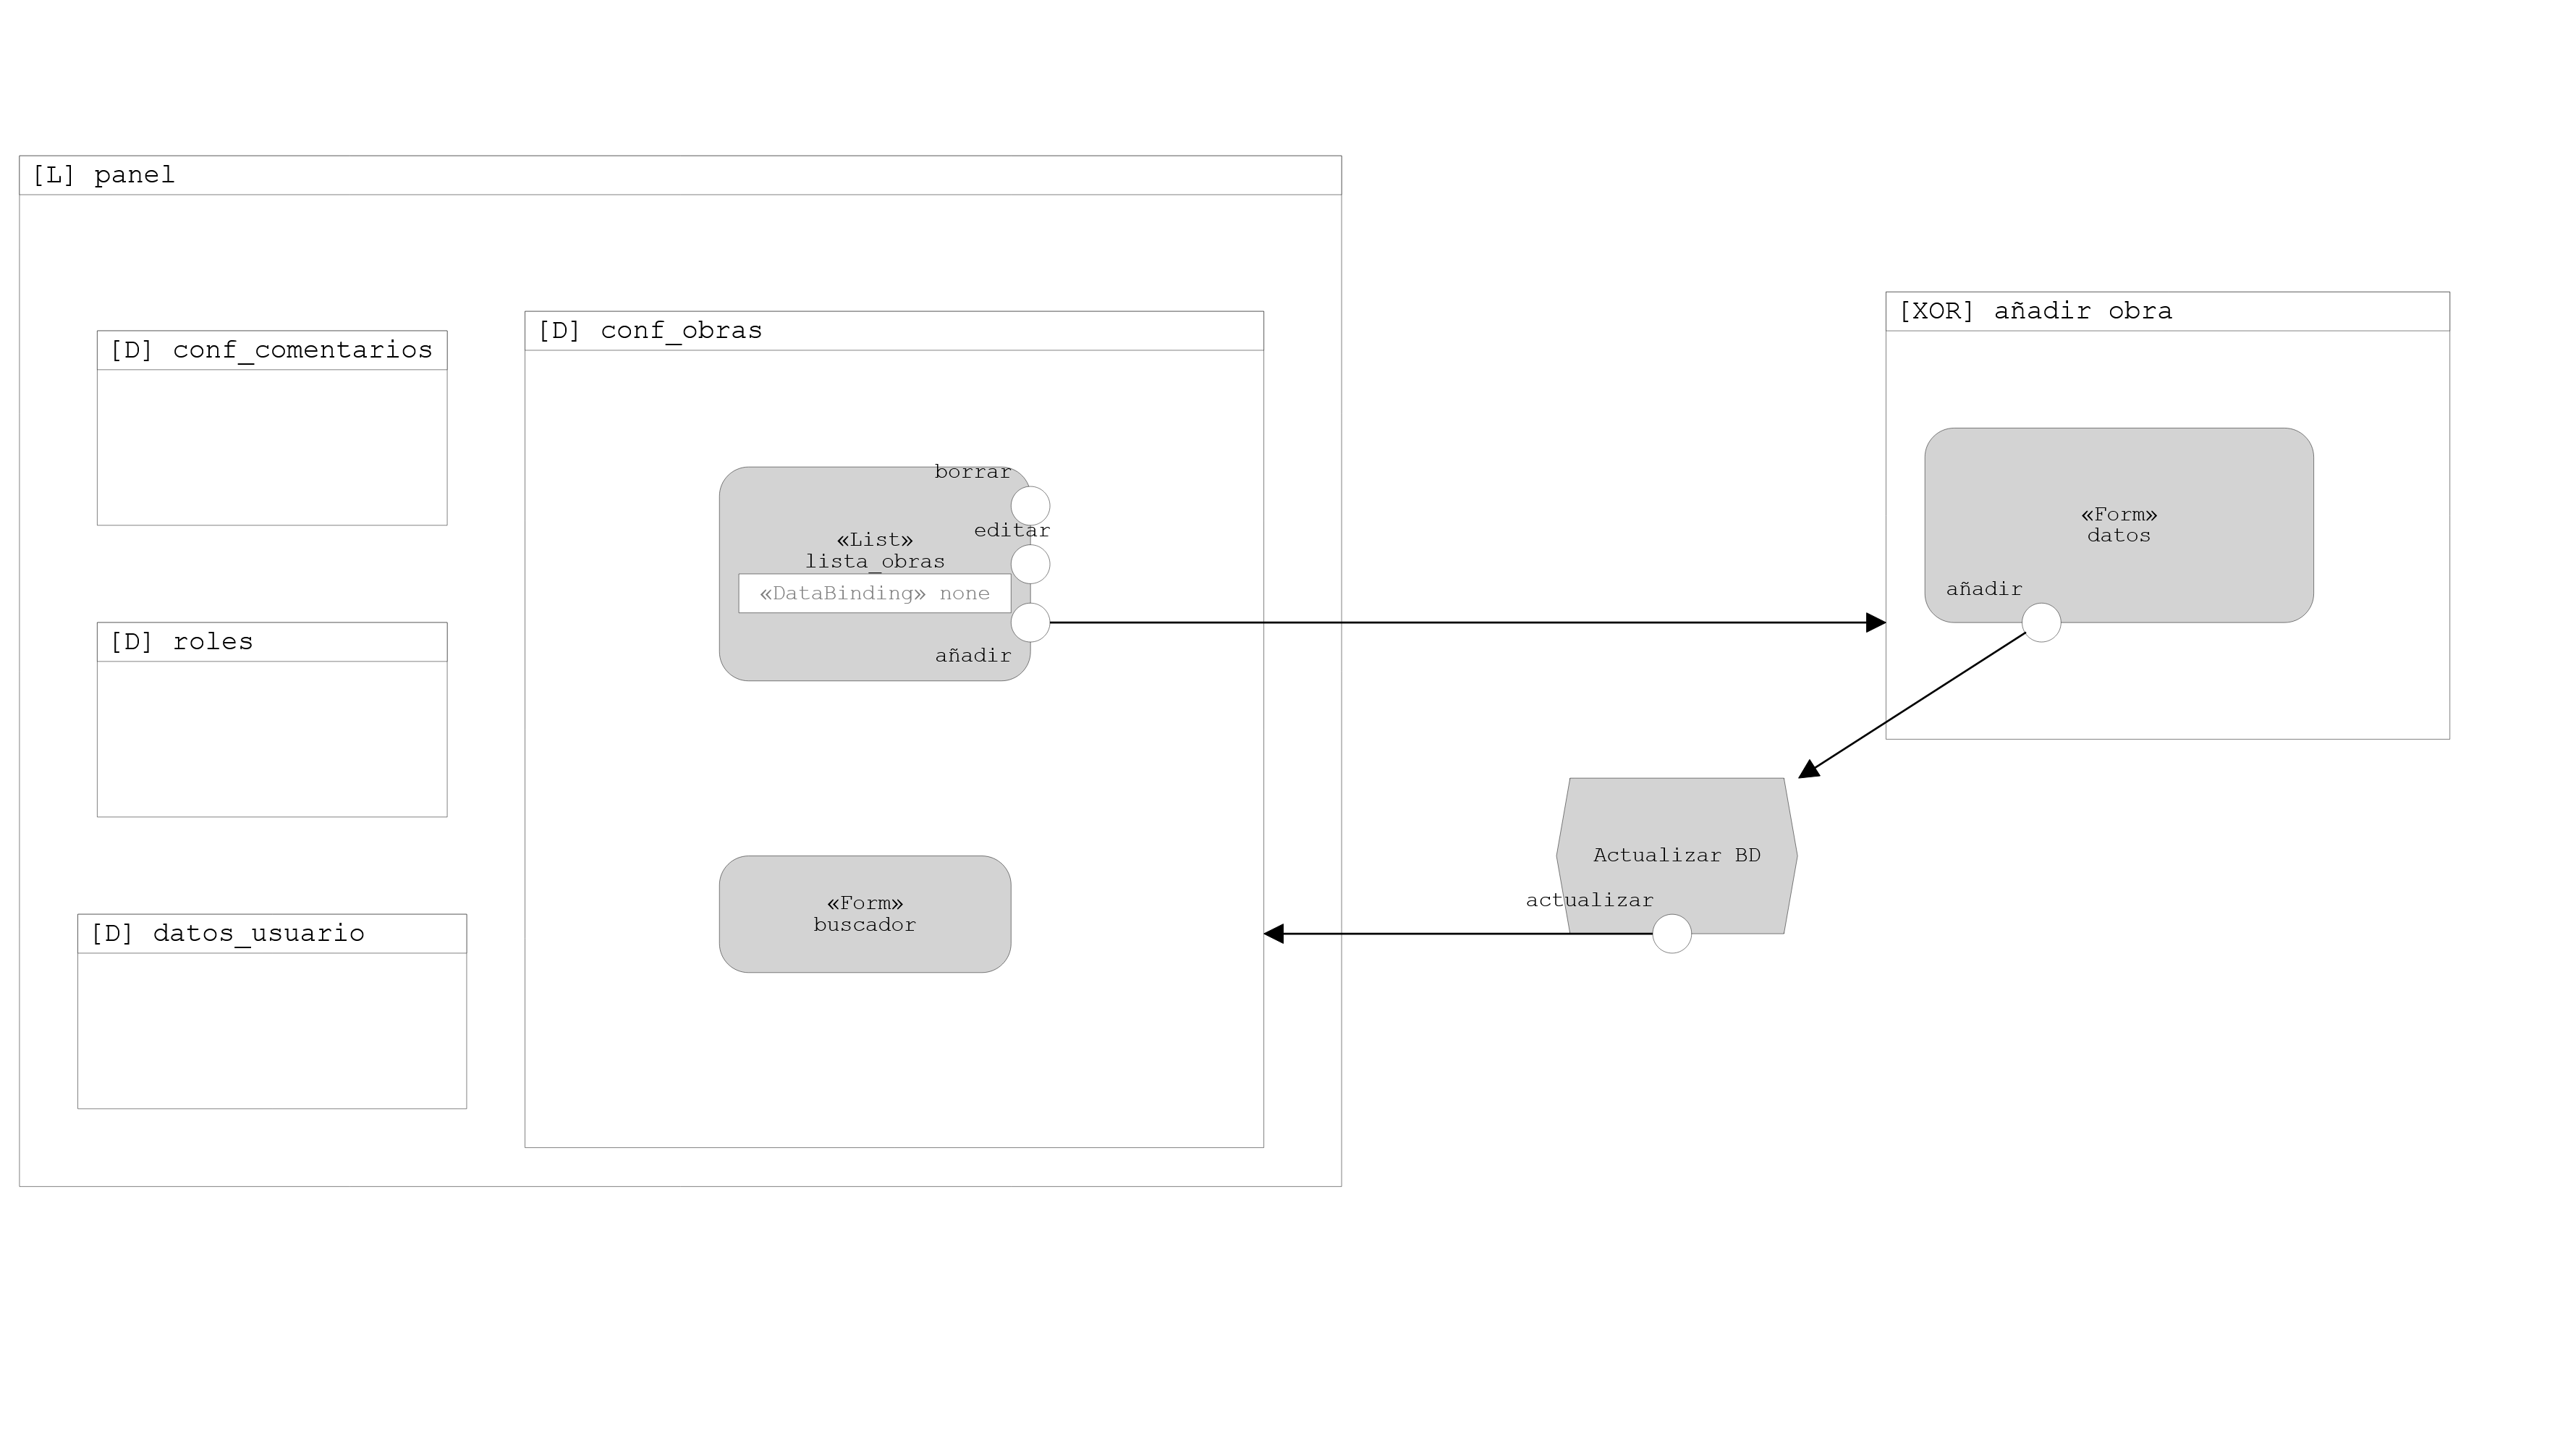 [L] panel
[D] conf_comentarios
[D] roles
[D] datos_usuario
[D] conf_obras
borrar
editar
«List»
lista_obras
«DataBinding» none
añadir
«Form»
buscador
[XOR] añadir obra
«Form»
datos
añadir
Actualizar BD
actualizar